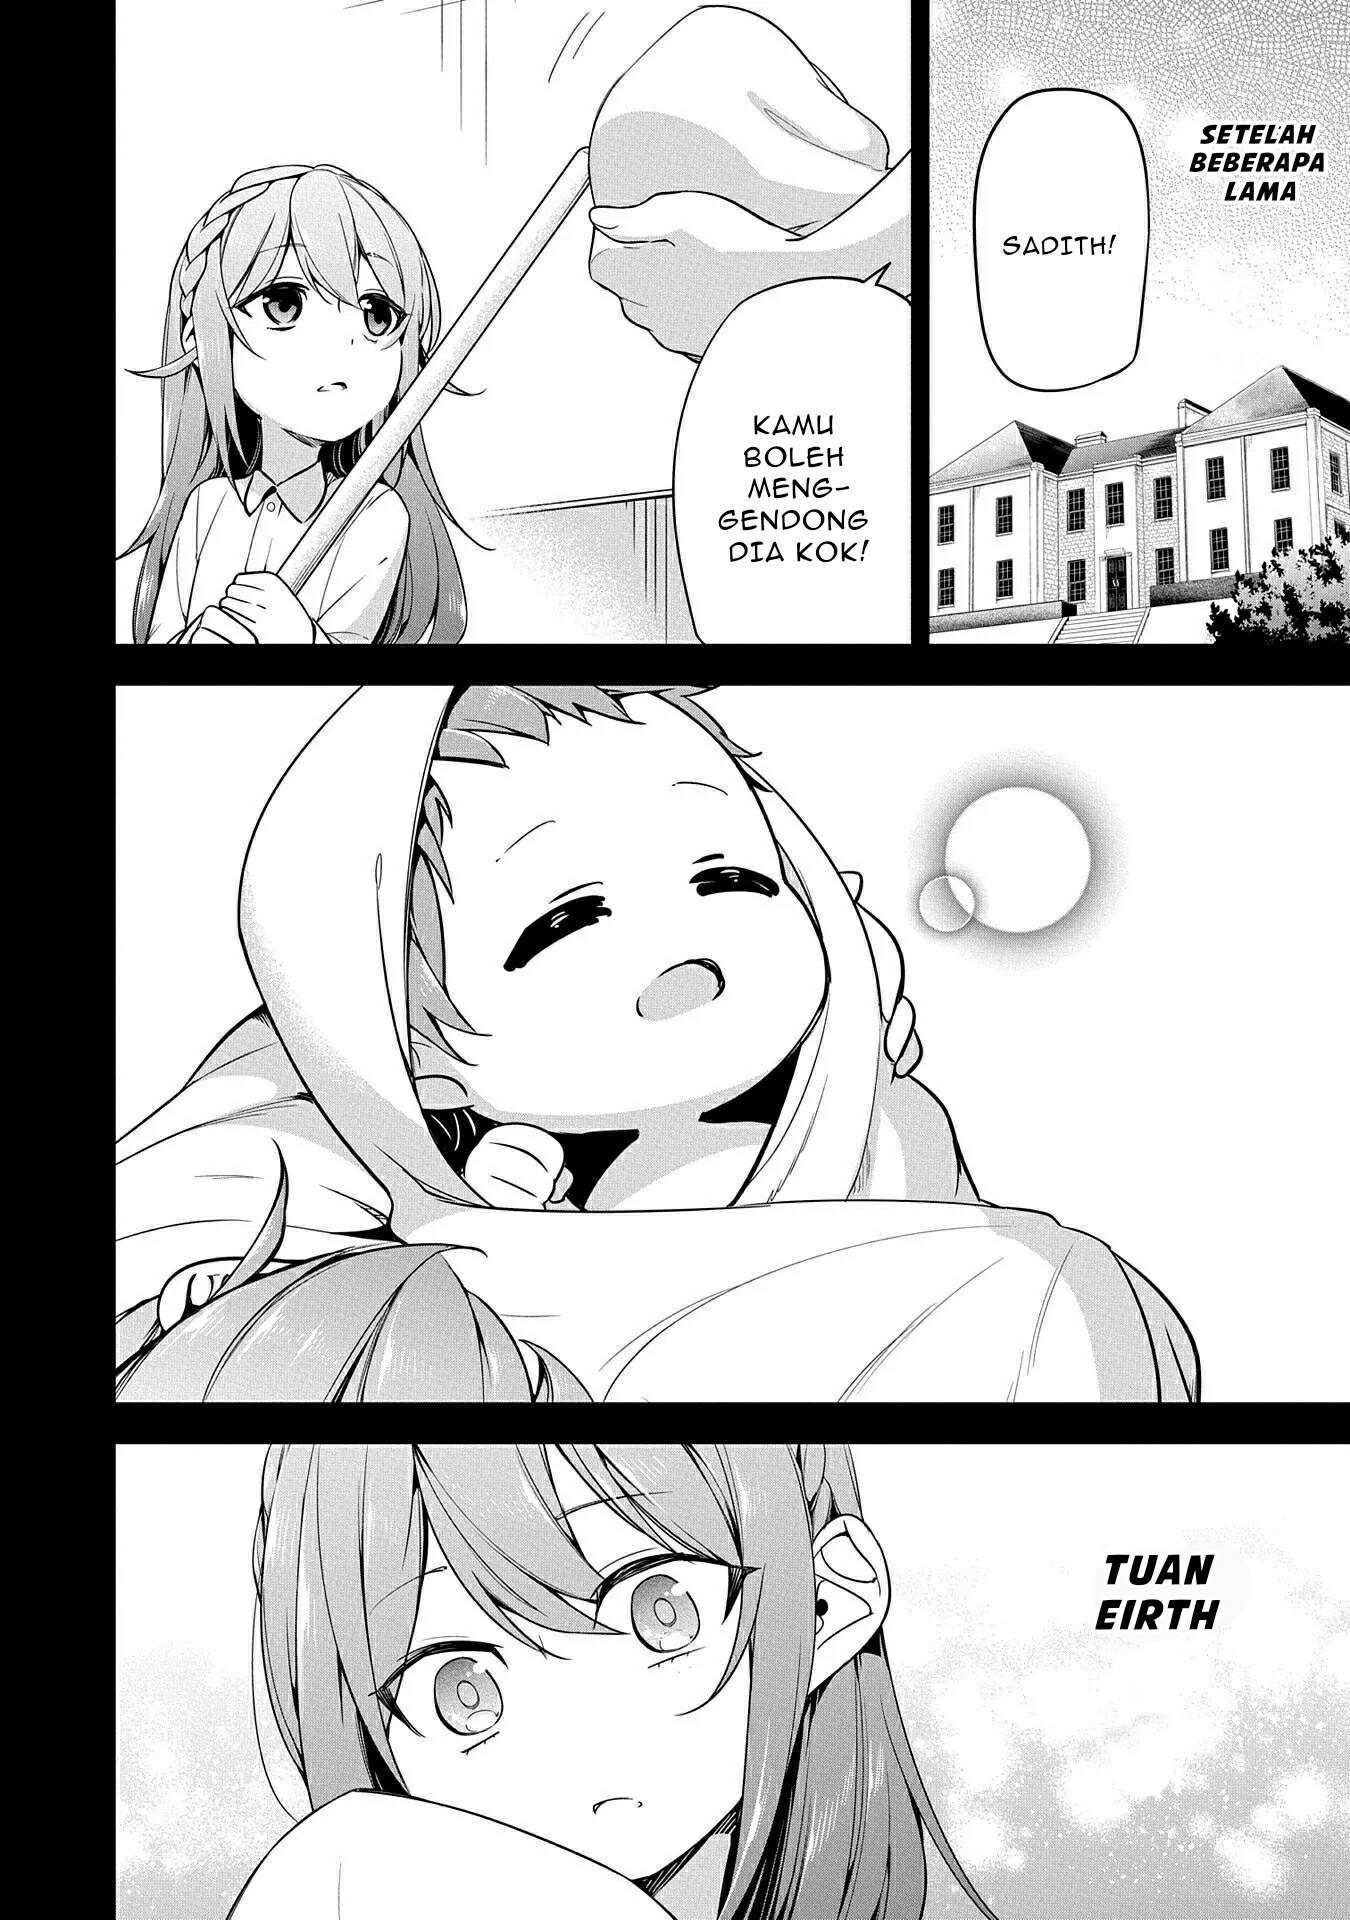 SETELAH
BEBERAPA
LAMA
SADITH!
KAMU
BOLEH
MENG-
GENDONG
DIA KOK!
TUAN
EIRTH